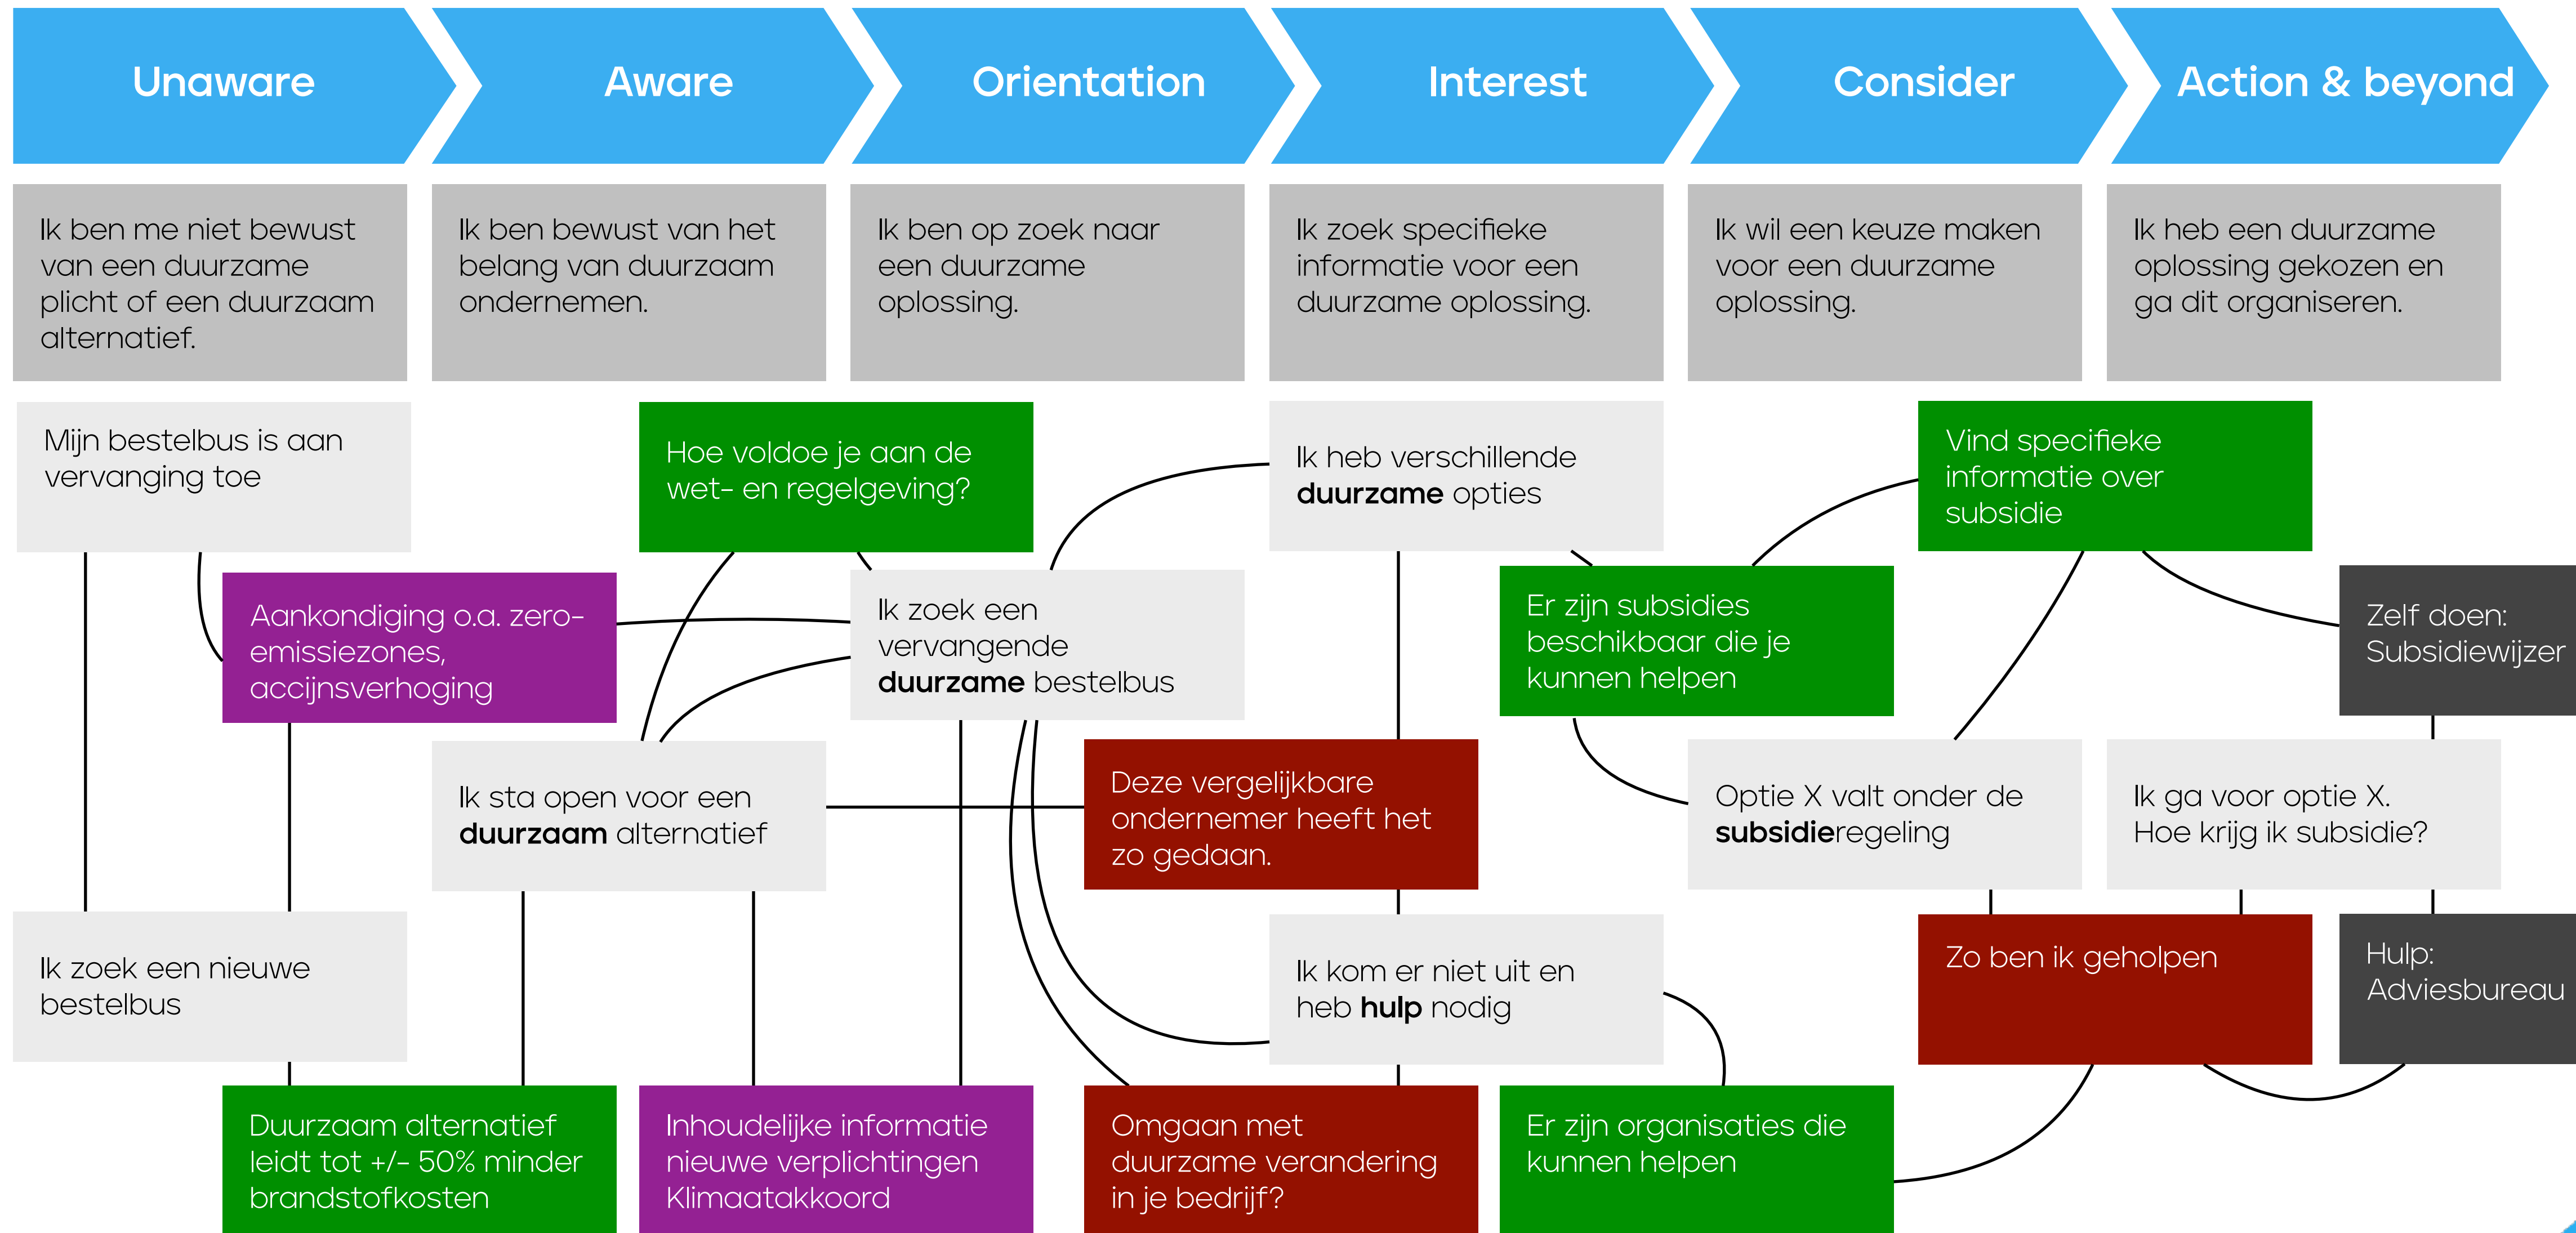 Unaware
Aware
Orientation
Interest
Consider
Action & beyond
Ik ben me niet bewust
van een duurzame
plicht of een duurzaam
alternatief.
Ik ben bewust van het
belang van duurzaam
ondernemen.
Ik ben op zoek naar
een duurzame
oplossing.
Ik zoek specifieke
informatie voor een
duurzame oplossing.
Ik wil een keuze maken
voor een duurzame
oplossing.
Ik heb een duurzame
oplossing gekozen en
ga dit organiseren.
Mijn bestelbus is aan
vervanging toe
Hoe voldoe je aan de
wet- en regelgeving?
Ik heb verschillende
duurzame opties
Vind specifieke
informatie over
subsidie
Aankondiging o.a. zero-
emissiezones,
accijnsverhoging
Ik zoek een
vervangende
duurzame bestelbus
Er zijn subsidies
beschikbaar die je
kunnen helpen
Zelf doen:
Subsidiewijzer
Ik sta open voor een
duurzaam alternatief
Deze vergelijkbare
ondernemer heeft het
zo gedaan.
Optie X valt onder de
subsidieregeling
Ik ga voor optie X.
Hoe krijg ik subsidie?
Ik zoek een nieuwe
bestelbus
Ik kom er niet uit en
heb hulp nodig
Zo ben ik geholpen
Hulp:
Adviesbureau
Duurzaam alternatief
leidt tot +/- 50% minder
brandstofkosten
Inhoudelijke informatie
nieuwe verplichtingen
Klimaatakkoord
Omgaan met
duurzame verandering
in je bedrijf?
Er zijn organisaties die
kunnen helpen